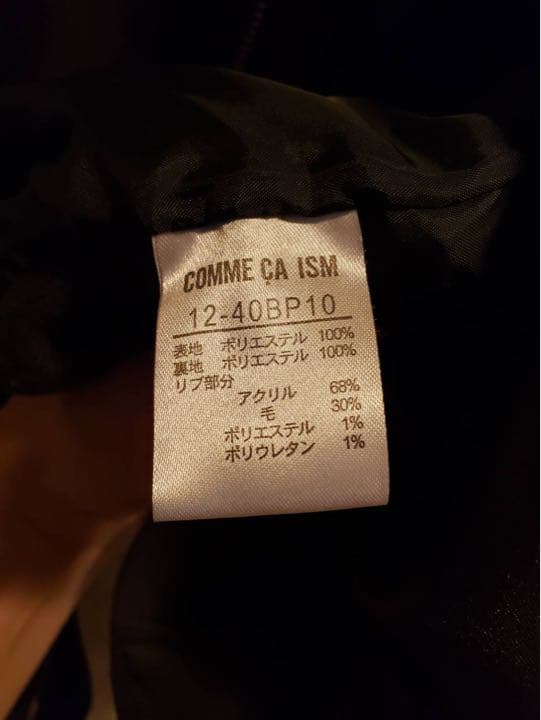 COMME ÇA ISM
12-40BP10
表地 ポリエステル 100%
裏地 ポリエステル 100%
リブ部分
アクリル 68%
毛 30%
ポリエステル 1%
ポリウレタン 1%